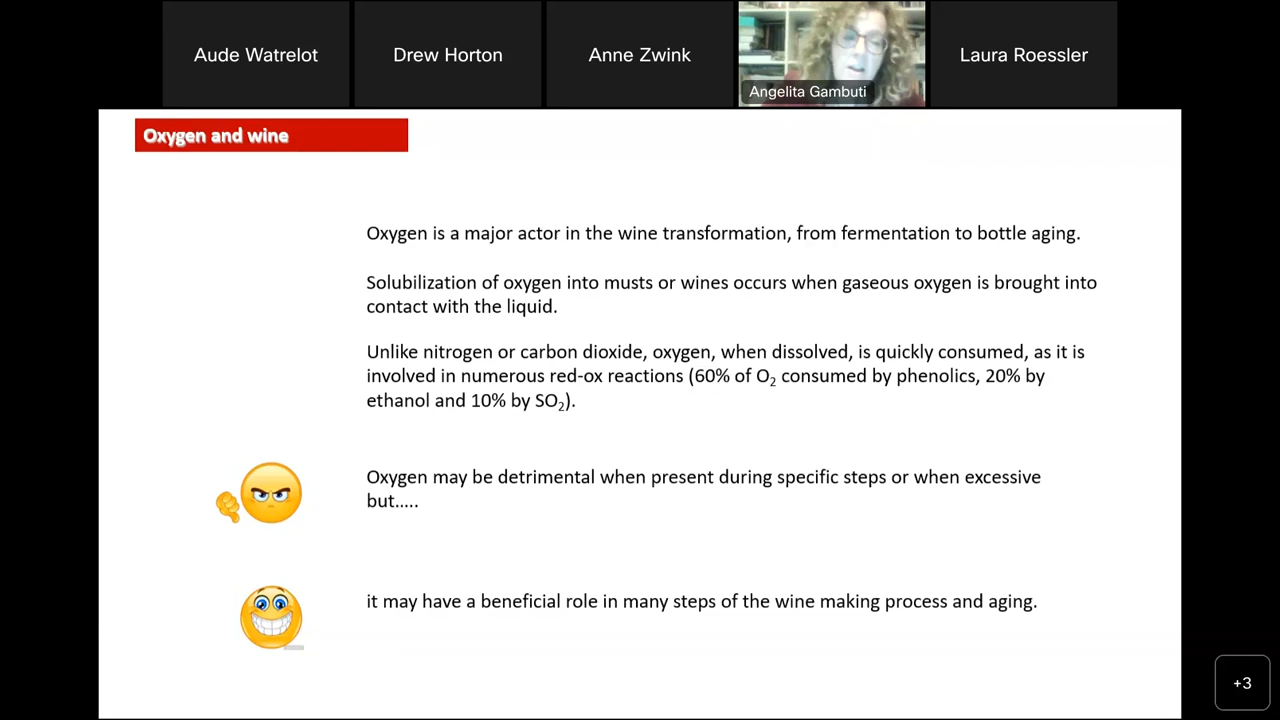 Aude Watrelot
Drew Horton
Anne Zwink
Angelita Gambuti
Laura Roessler
Oxygen and wine
Oxygen is a major actor in the wine transformation, from fermentation to bottle aging.
Solubilization of oxygen into musts or wines occurs when gaseous oxygen is brought into
contact with the liquid.
Unlike nitrogen or carbon dioxide, oxygen, when dissolved, is quickly consumed, as it is
involved in numerous red-ox reactions (60% of O₂ consumed by phenolics, 20% by
ethanol and 10% by SO₂).
Oxygen may be detrimental when present during specific steps or when excessive
but.....
it may have a beneficial role in many steps of the wine making process and aging.
+3